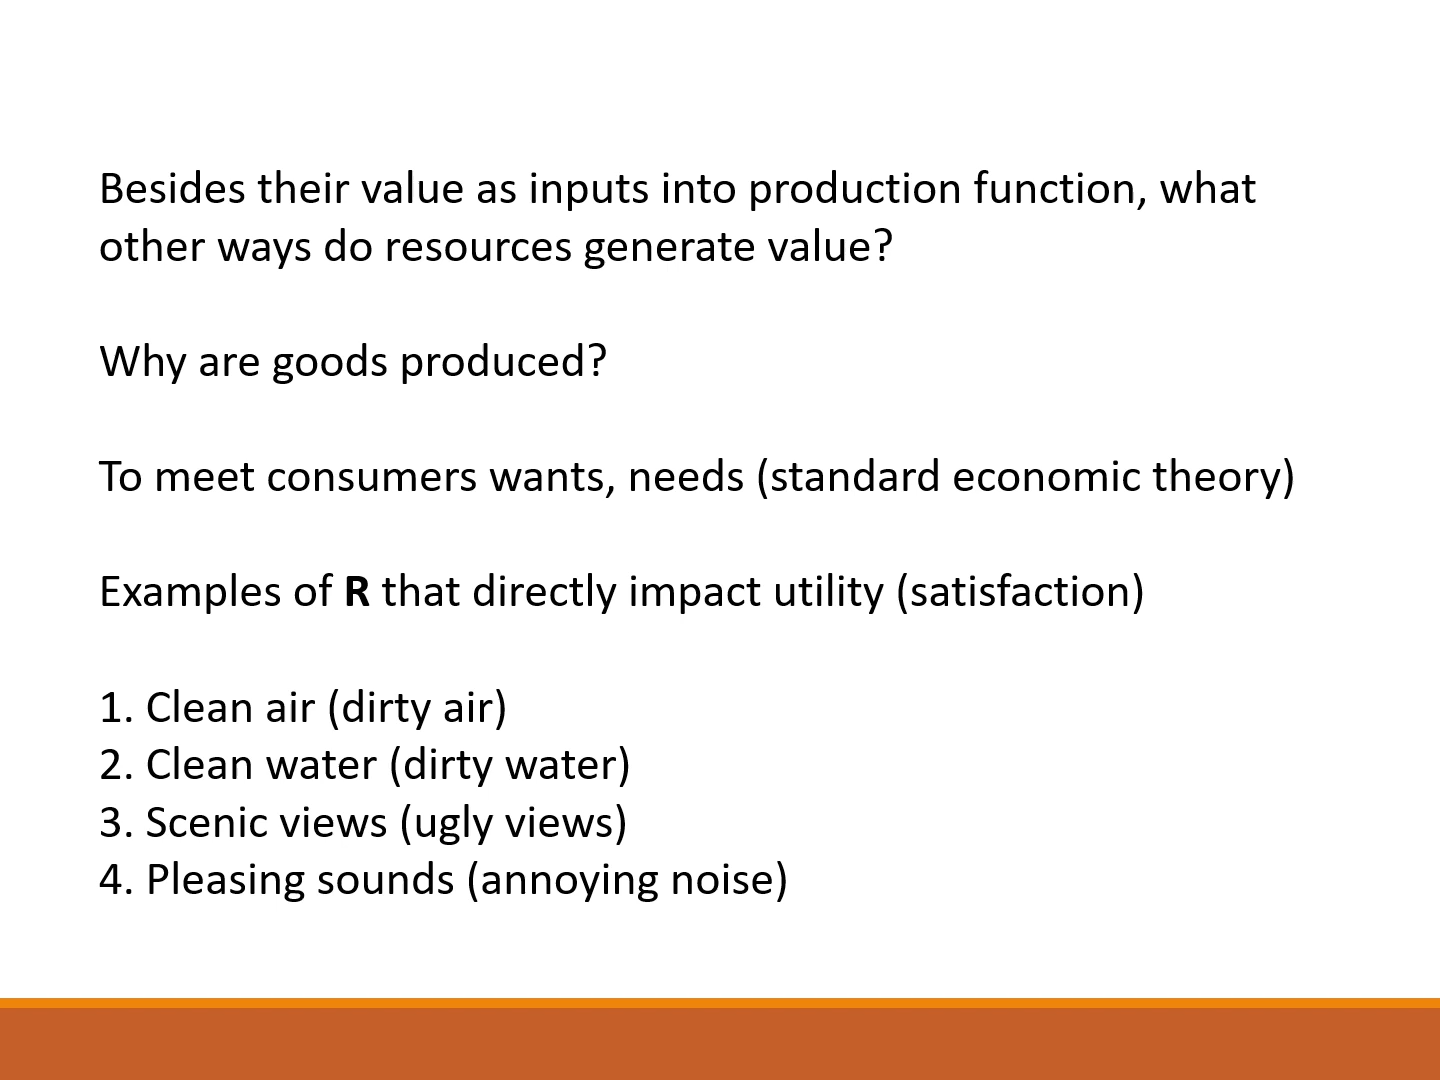 Besides their value as inputs into production function, what
other ways do resources generate value?
Why are goods produced?
To meet consumers wants, needs (standard economic theory)
Examples of R that directly impact utility (satisfaction)
1. Clean air (dirty air)
2. Clean water (dirty water)
3. Scenic views (ugly views)
4. Pleasing sounds (annoying noise)